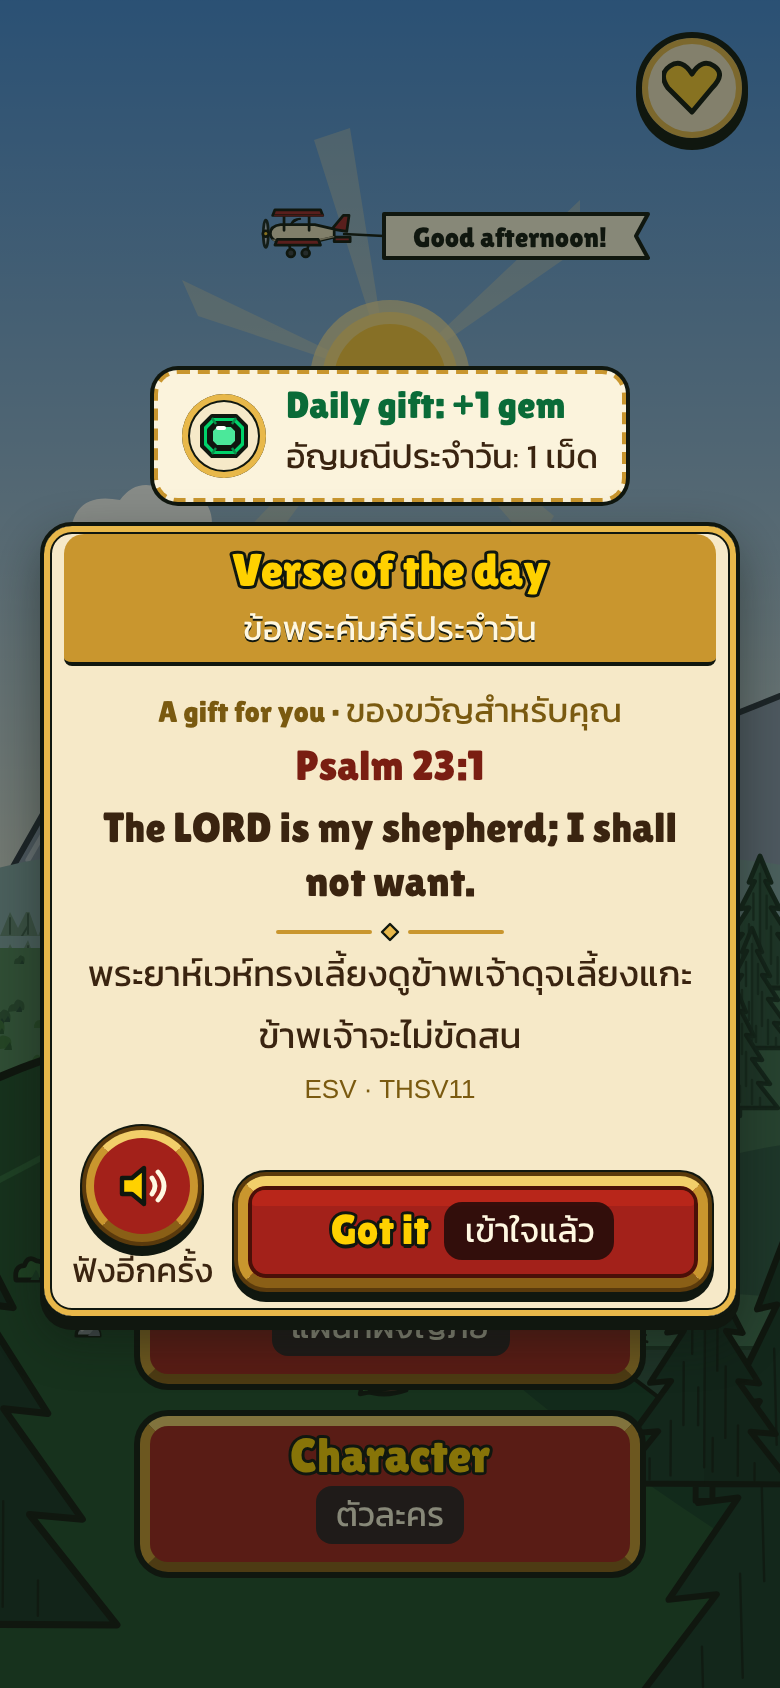 Good afternoon!
Daily gift: +1 gem
อัญมณีประจำวัน: 1 เม็ด
Verse of the day
ข้อพระคัมภีร์ประจำวัน
A gift for you · ของขวัญสำหรับคุณ
Psalm 23:1
The LORD is my shepherd; I shall
not want.
พระยาห์เวห์ทรงเลี้ยงดูข้าพเจ้าดุจเลี้ยงแกะ
ข้าพเจ้าจะไม่ขัดสน
ESV · THSV11
Got it เข้าใจแล้ว
ฟังอีกครั้ง
Character
ตัวละคร